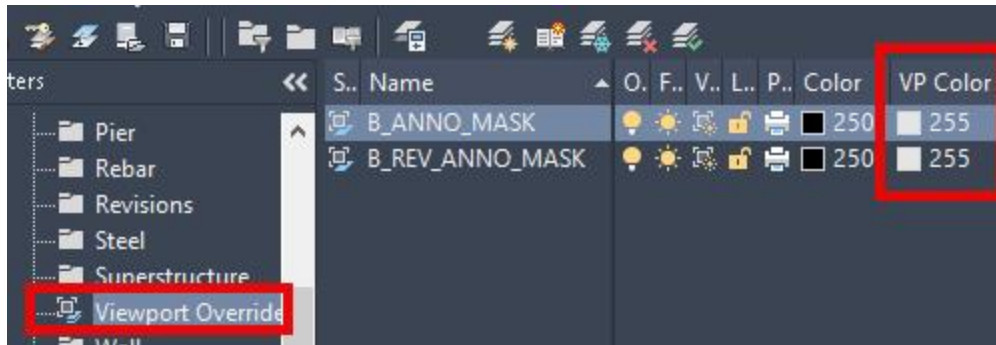 ters
S.. Name O. F.. V.. L.. P.. Color VP Color
Pier
B_ANNO_MASK 250 255
Rebar
B_REV_ANNO_MASK 250 255
Revisions
Steel
Superstructure
Viewport Override